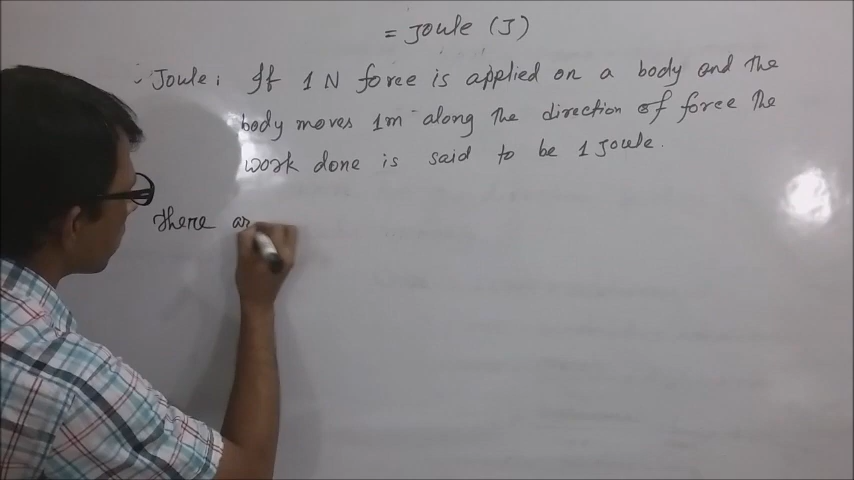 = Joule (J)
Joule: If 1 N force is applied on a body and the
body moves 1m along the direction of force the
work done is said to be 1 Joule.
There ar